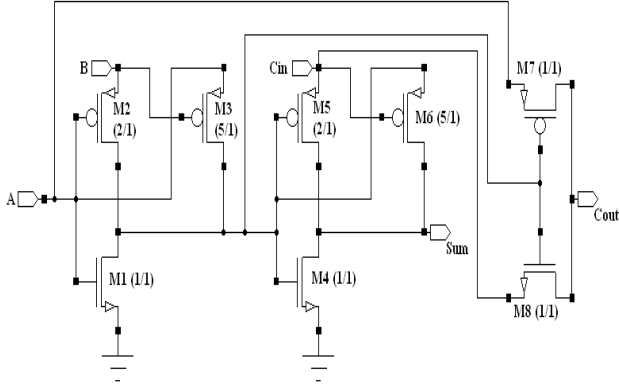 B
M2
(2/1)
M3
(5/1)
Cin
M5
(2/1)
M6 (5/1)
M7 (1/1)
A
Cout
Sum
M1 (1/1)
M4 (1/1)
M8 (1/1)